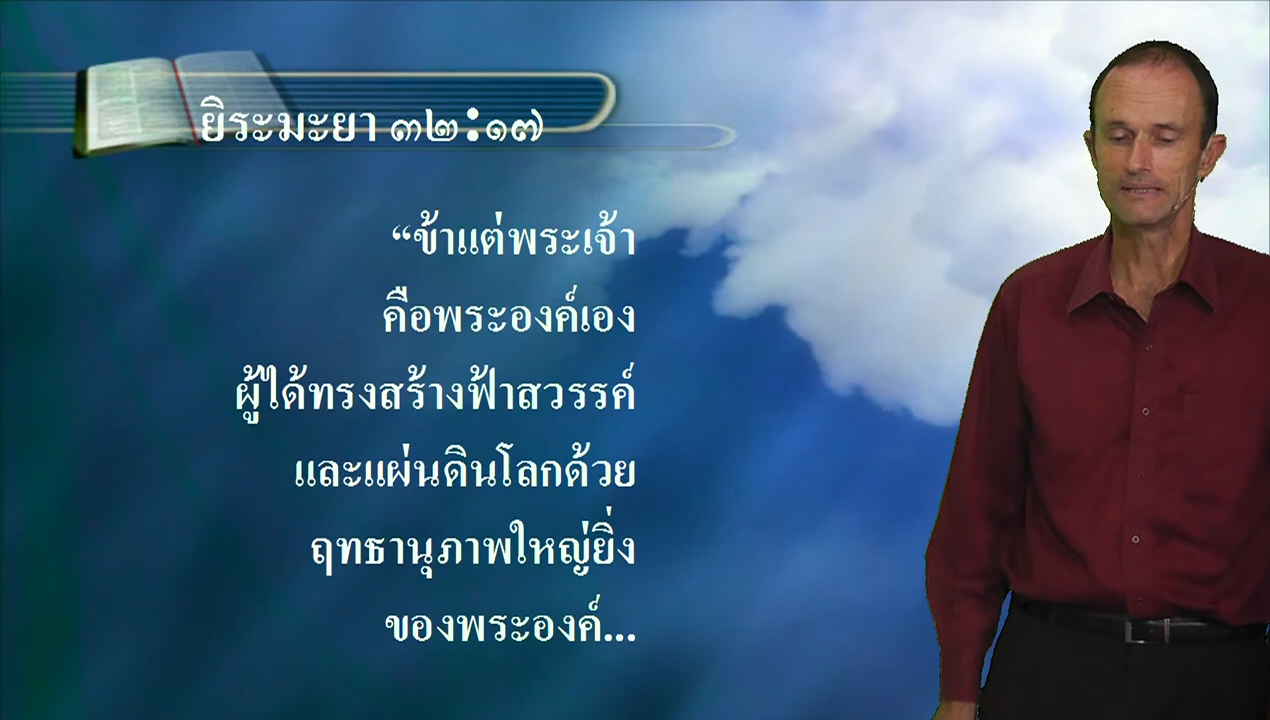 ยิระมะยา ๓๒:๑๗
“ข้าแต่พระเจ้า
คือพระองค์เอง
ผู้ได้ทรงสร้างฟ้าสวรรค์
และแผ่นดินโลกด้วย
ฤทธานุภาพใหญ่ยิ่ง
ของพระองค์...